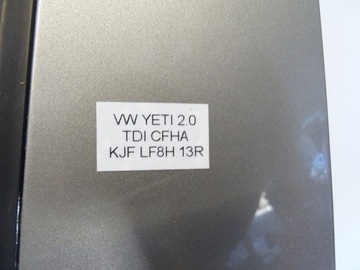 VW YETI 2.0
TDI CFHA
KJF LF8H 13R